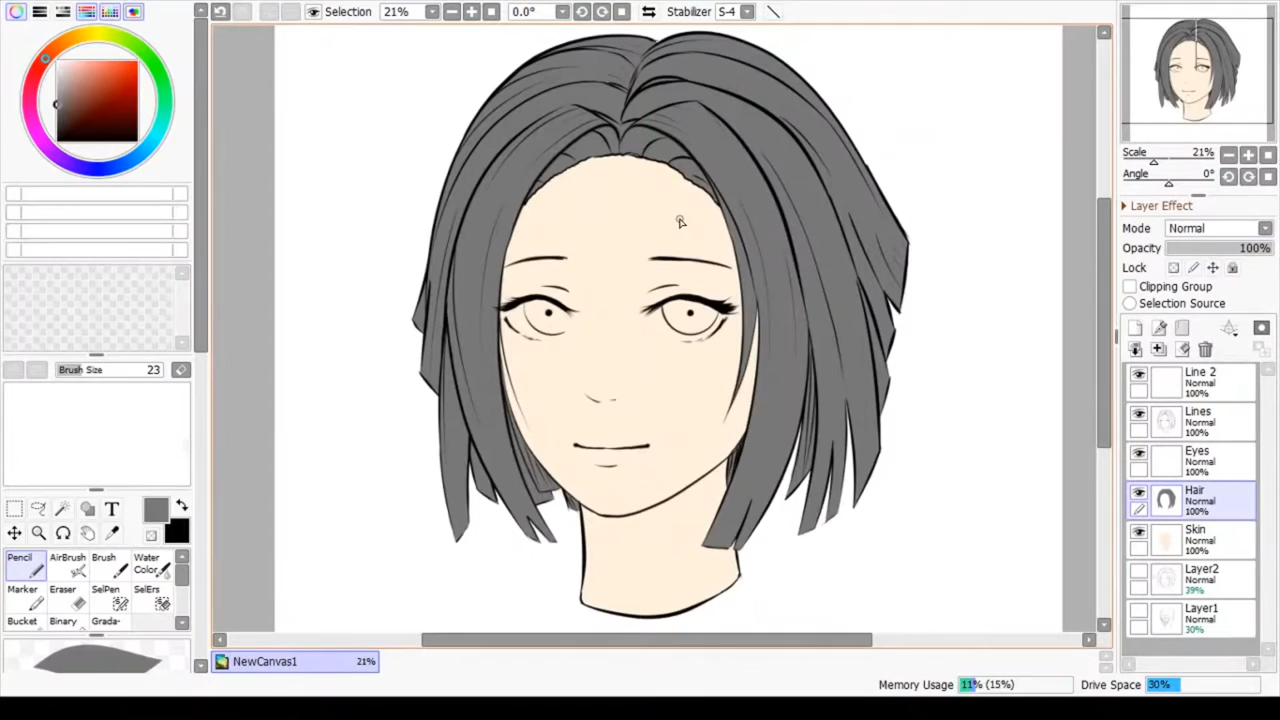 Selection
21%
0.0°
Stabilizer S-4
Scale 21%
Angle 0°
Layer Effect
Mode Normal
Opacity 100%
Lock
Clipping Group
Selection Source
Brush Size 23
T
Line 2
Normal
100%
Lines
Normal
100%
Eyes
Normal
100%
Hair
Normal
100%
Skin
Normal
100%
Layer2
Normal
39%
Layer1
Normal
30%
Pencil AirBrush Brush Water Color
Marker Eraser SelPen SelErs
Bucket Binary Grada-
NewCanvas1 21%
Memory Usage 11% (15%) Drive Space 30%